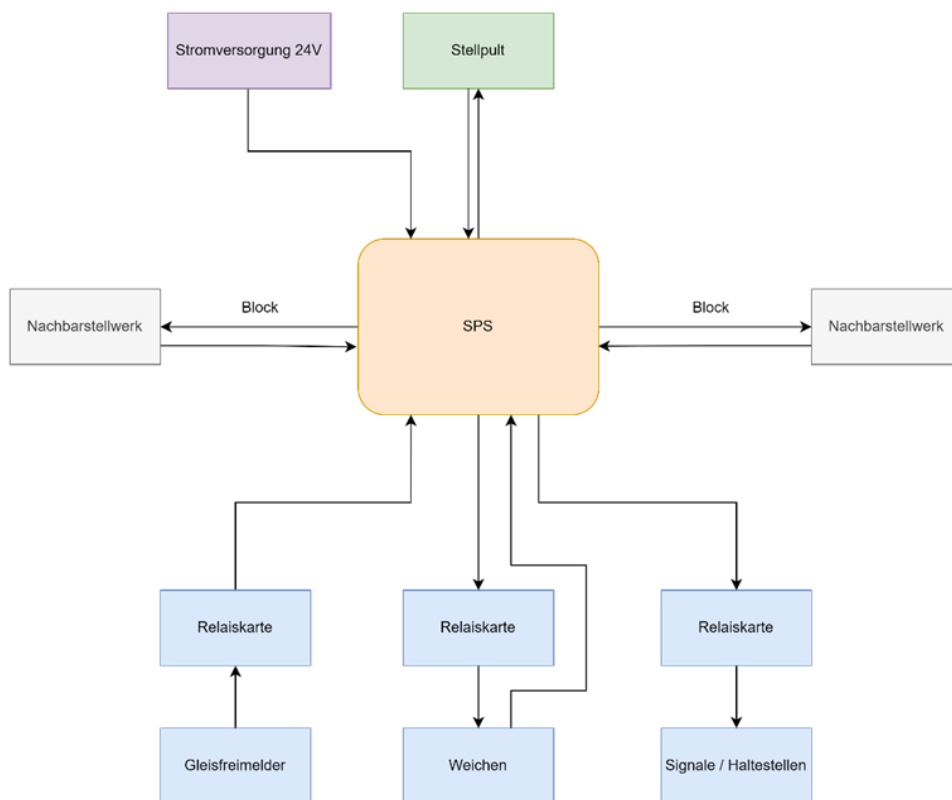 Stromversorgung 24V
Stellpult
Nachbarstellwerk
Block
SPS
Block
Nachbarstellwerk
Relaiskarte
Relaiskarte
Relaiskarte
Gleisfreimelder
Weichen
Signale / Haltestellen